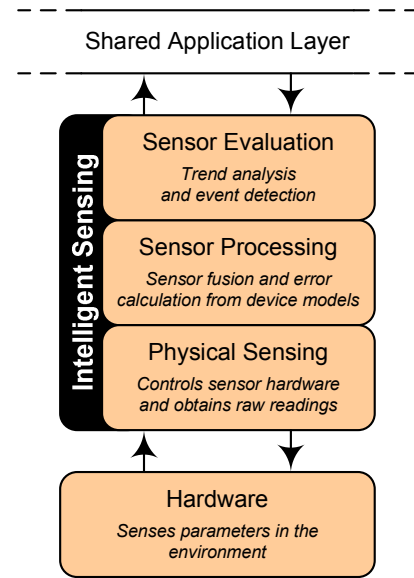 Shared Application Layer
Intelligent Sensing
Sensor Evaluation
Trend analysis
and event detection
Sensor Processing
Sensor fusion and error
calculation from device models
Physical Sensing
Controls sensor hardware
and obtains raw readings
Hardware
Senses parameters in the
environment